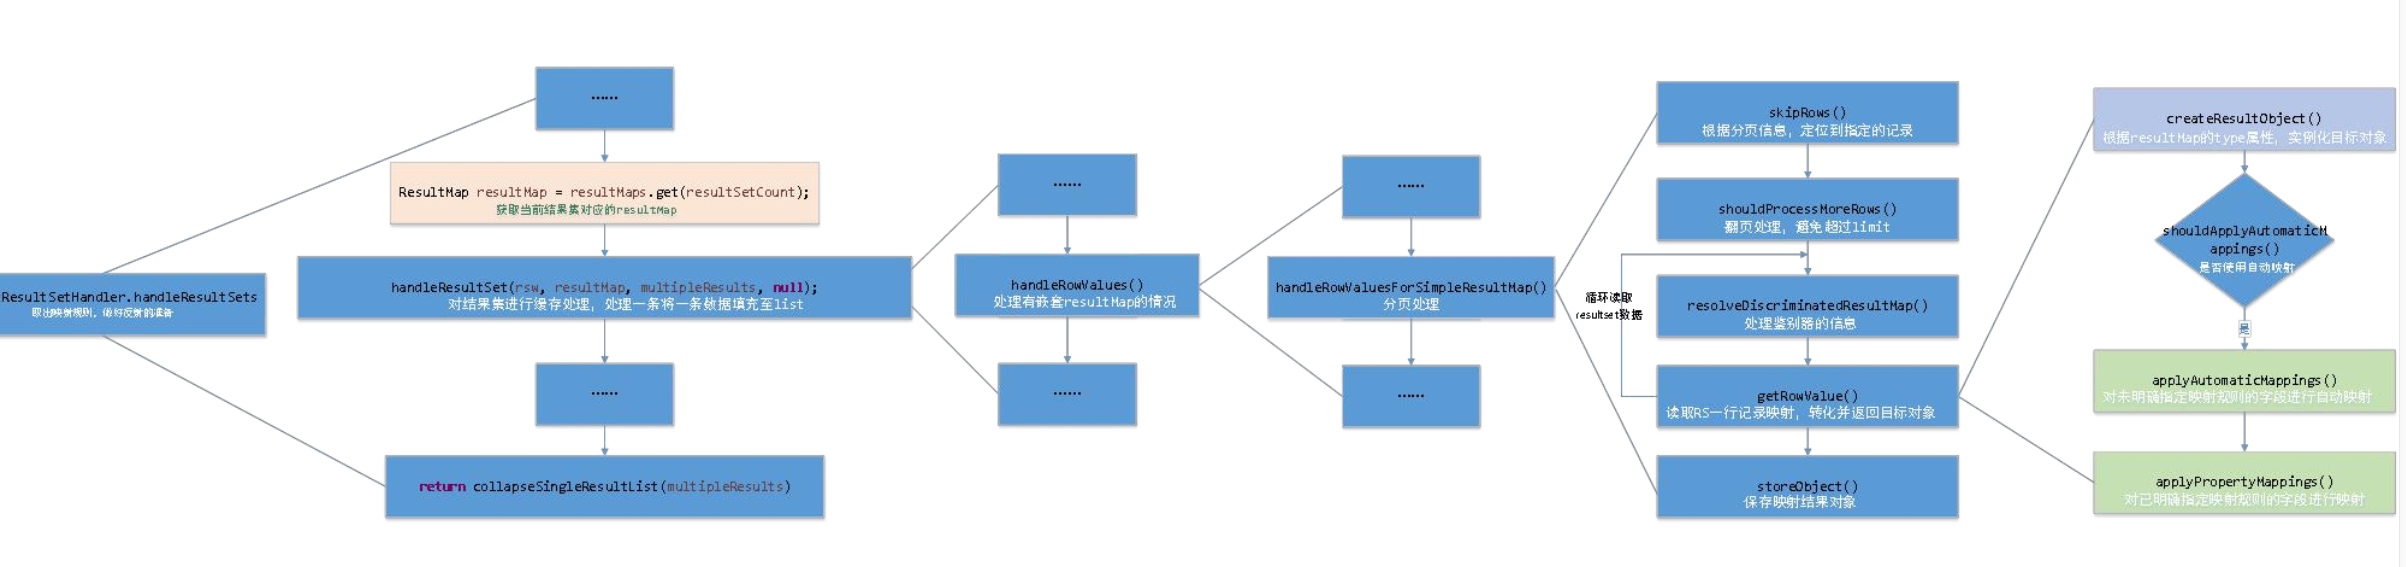 ResultSetHandler.handleResultSets
取出映射规则，做好反射的准备
……
ResultMap resultMap = resultMaps.get(resultSetCount);
获取当前结果集对应的resultMap
handleResultSet(rsw, resultMap, multipleResults, null);
对结果集进行缓存处理，处理一条将一条数据填充至list
……
return collapseSingleResultList(multipleResults)
……
handleRowValues()
处理有嵌套resultMap的情况
……
……
handleRowValuesForSimpleResultMap()
分页处理
……
skipRows()
根据分页信息，定位到指定的记录
shouldProcessMoreRows()
翻页处理，避免超过limit
循环读取
resultset数据
resolveDiscriminatedResultMap()
处理鉴别器的信息
getRowValue()
读取RS一行记录映射，转化并返回目标对象
storeObject()
保存映射结果对象
createResultObject()
根据resultMap的type属性，实例化目标对象
shouldApplyAutomaticM
appings()
是否使用自动映射
是
applyAutomaticMappings()
对未明确指定映射规则的字段进行自动映射
applyPropertyMappings()
对已明确指定映射规则的字段进行映射